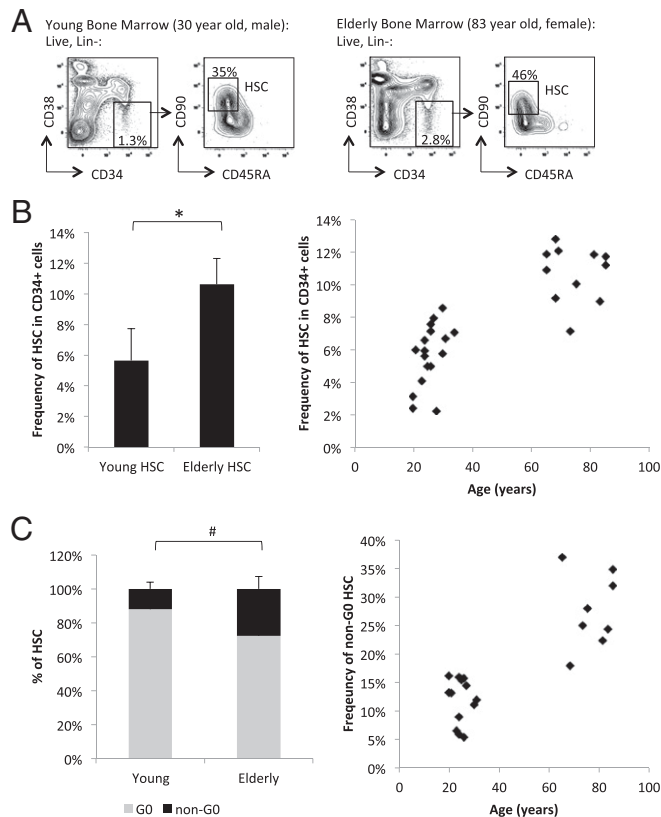 A
Young Bone Marrow (30 year old, male):
Live, Lin-:
Elderly Bone Marrow (83 year old, female):
Live, Lin-:
CD38
1.3%
CD34
CD90
35%
HSC
CD45RA
CD38
2.8%
CD34
CD90
46%
HSC
CD45RA
B
Frequency of HSC in CD34+ cells
14%
12%
10%
8%
6%
4%
2%
0%
*
Young HSC Elderly HSC
Frequency of HSC in CD34+ cells
14%
12%
10%
8%
6%
4%
2%
0%
0 20 40 60 80 100
Age (years)
C
% of HSC
120%
100%
80%
60%
40%
20%
0%
#
Young Elderly
G0 non-G0
Freqeuncy of non-G0 HSC
40%
35%
30%
25%
20%
15%
10%
5%
0%
0 20 40 60 80 100
Age (years)